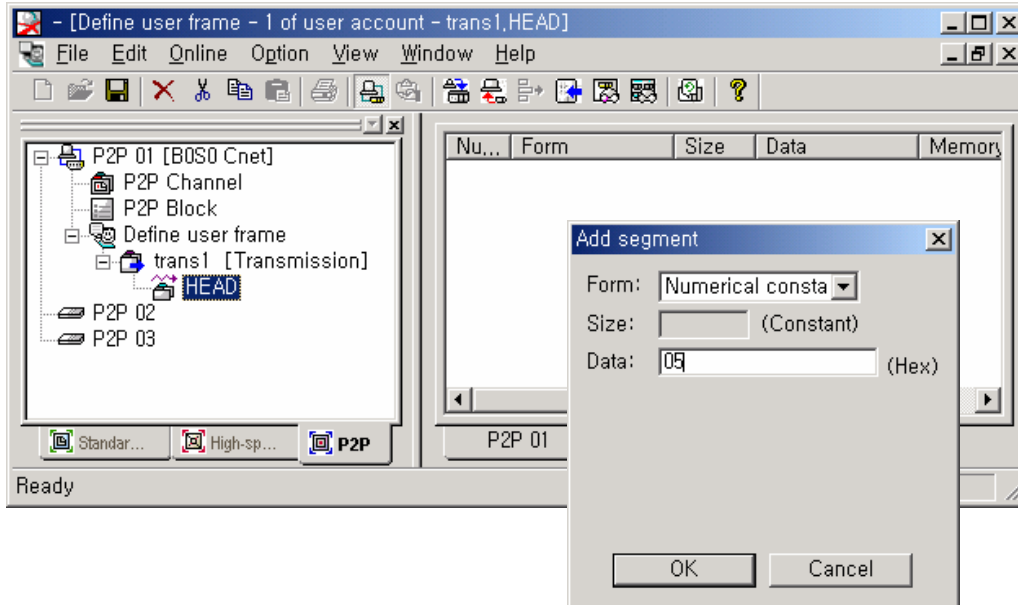 - [Define user frame - 1 of user account - trans1,HEAD]
File Edit Online Option View Window Help
P2P 01 [B0S0 Cnet]
P2P Channel
P2P Block
Define user frame
trans1 [Transmission]
HEAD
P2P 02
P2P 03
Standar...
High-sp...
P2P
Nu... Form Size Data Memory
P2P 01
Ready
Add segment
Form: Numerical consta
Size: (Constant)
Data: 05 (Hex)
OK Cancel